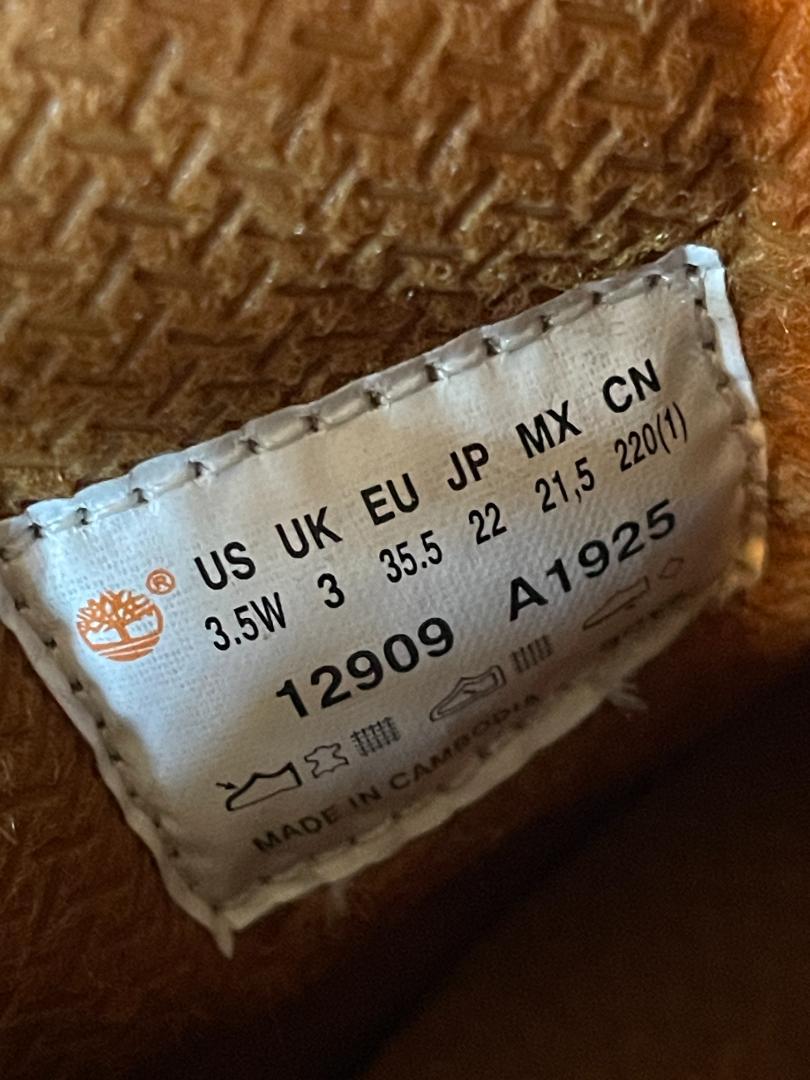 US UK EU JP MX CN
3.5W 3 35.5 22 21,5 220(1)
®
12909 A1925
MADE IN CAMBODIA